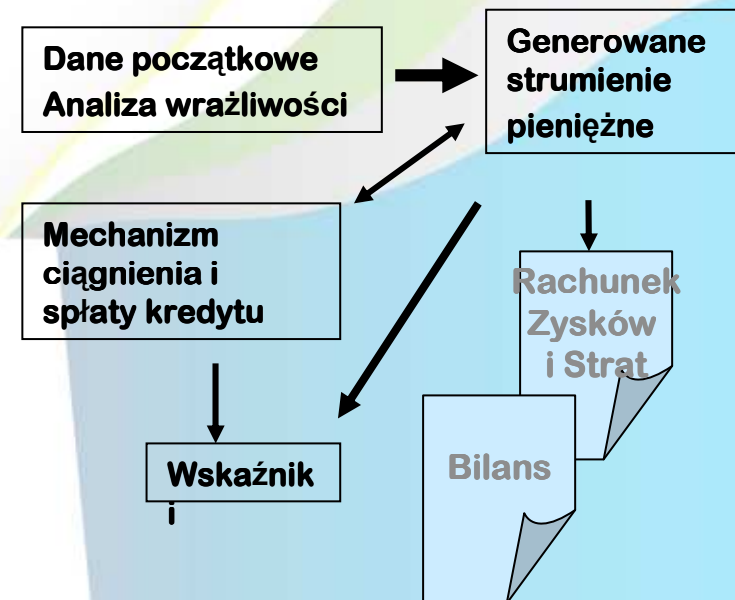 Dane początkowe
Analiza wrażliwości
Generowane
strumienie
pieniężne
Mechanizm
ciągnienia i
spłaty kredytu
Rachunek
Zysków
i Strat
Wskaźnik
i
Bilans